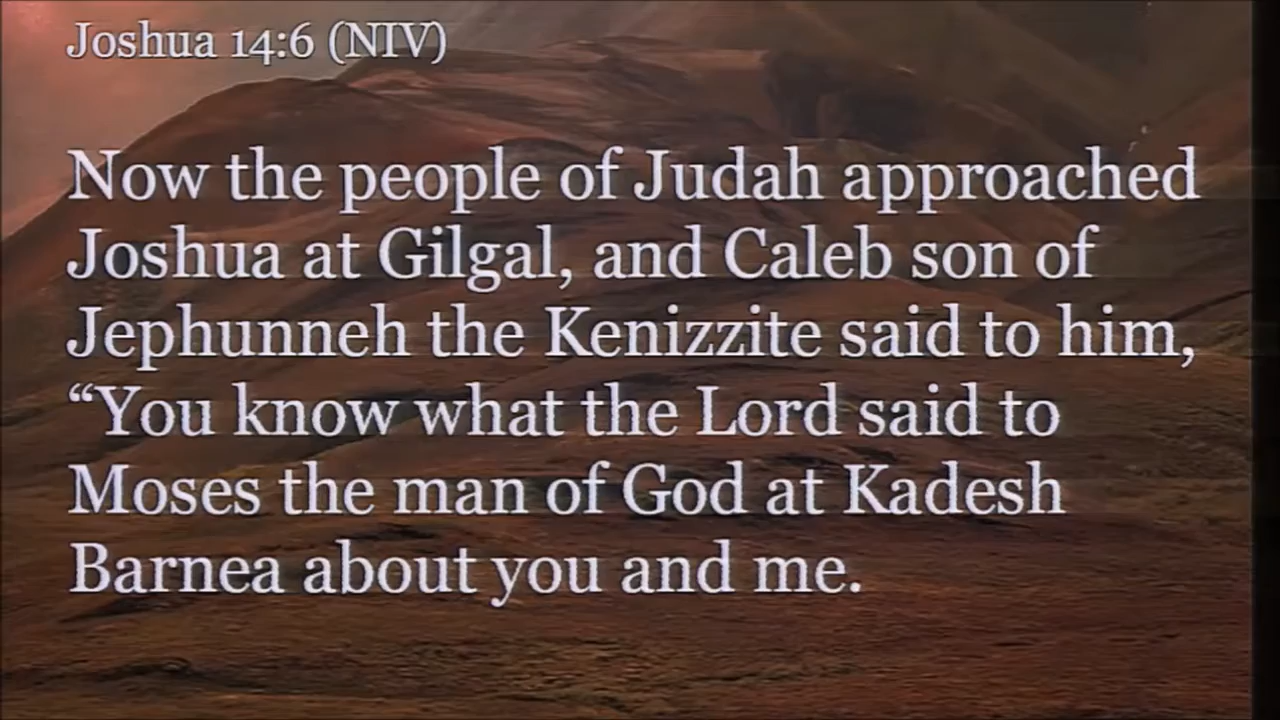 Joshua 14:6 (NIV)
Now the people of Judah approached
Joshua at Gilgal, and Caleb son of
Jephunneh the Kenizzite said to him,
“You know what the Lord said to
Moses the man of God at Kadesh
Barnea about you and me.